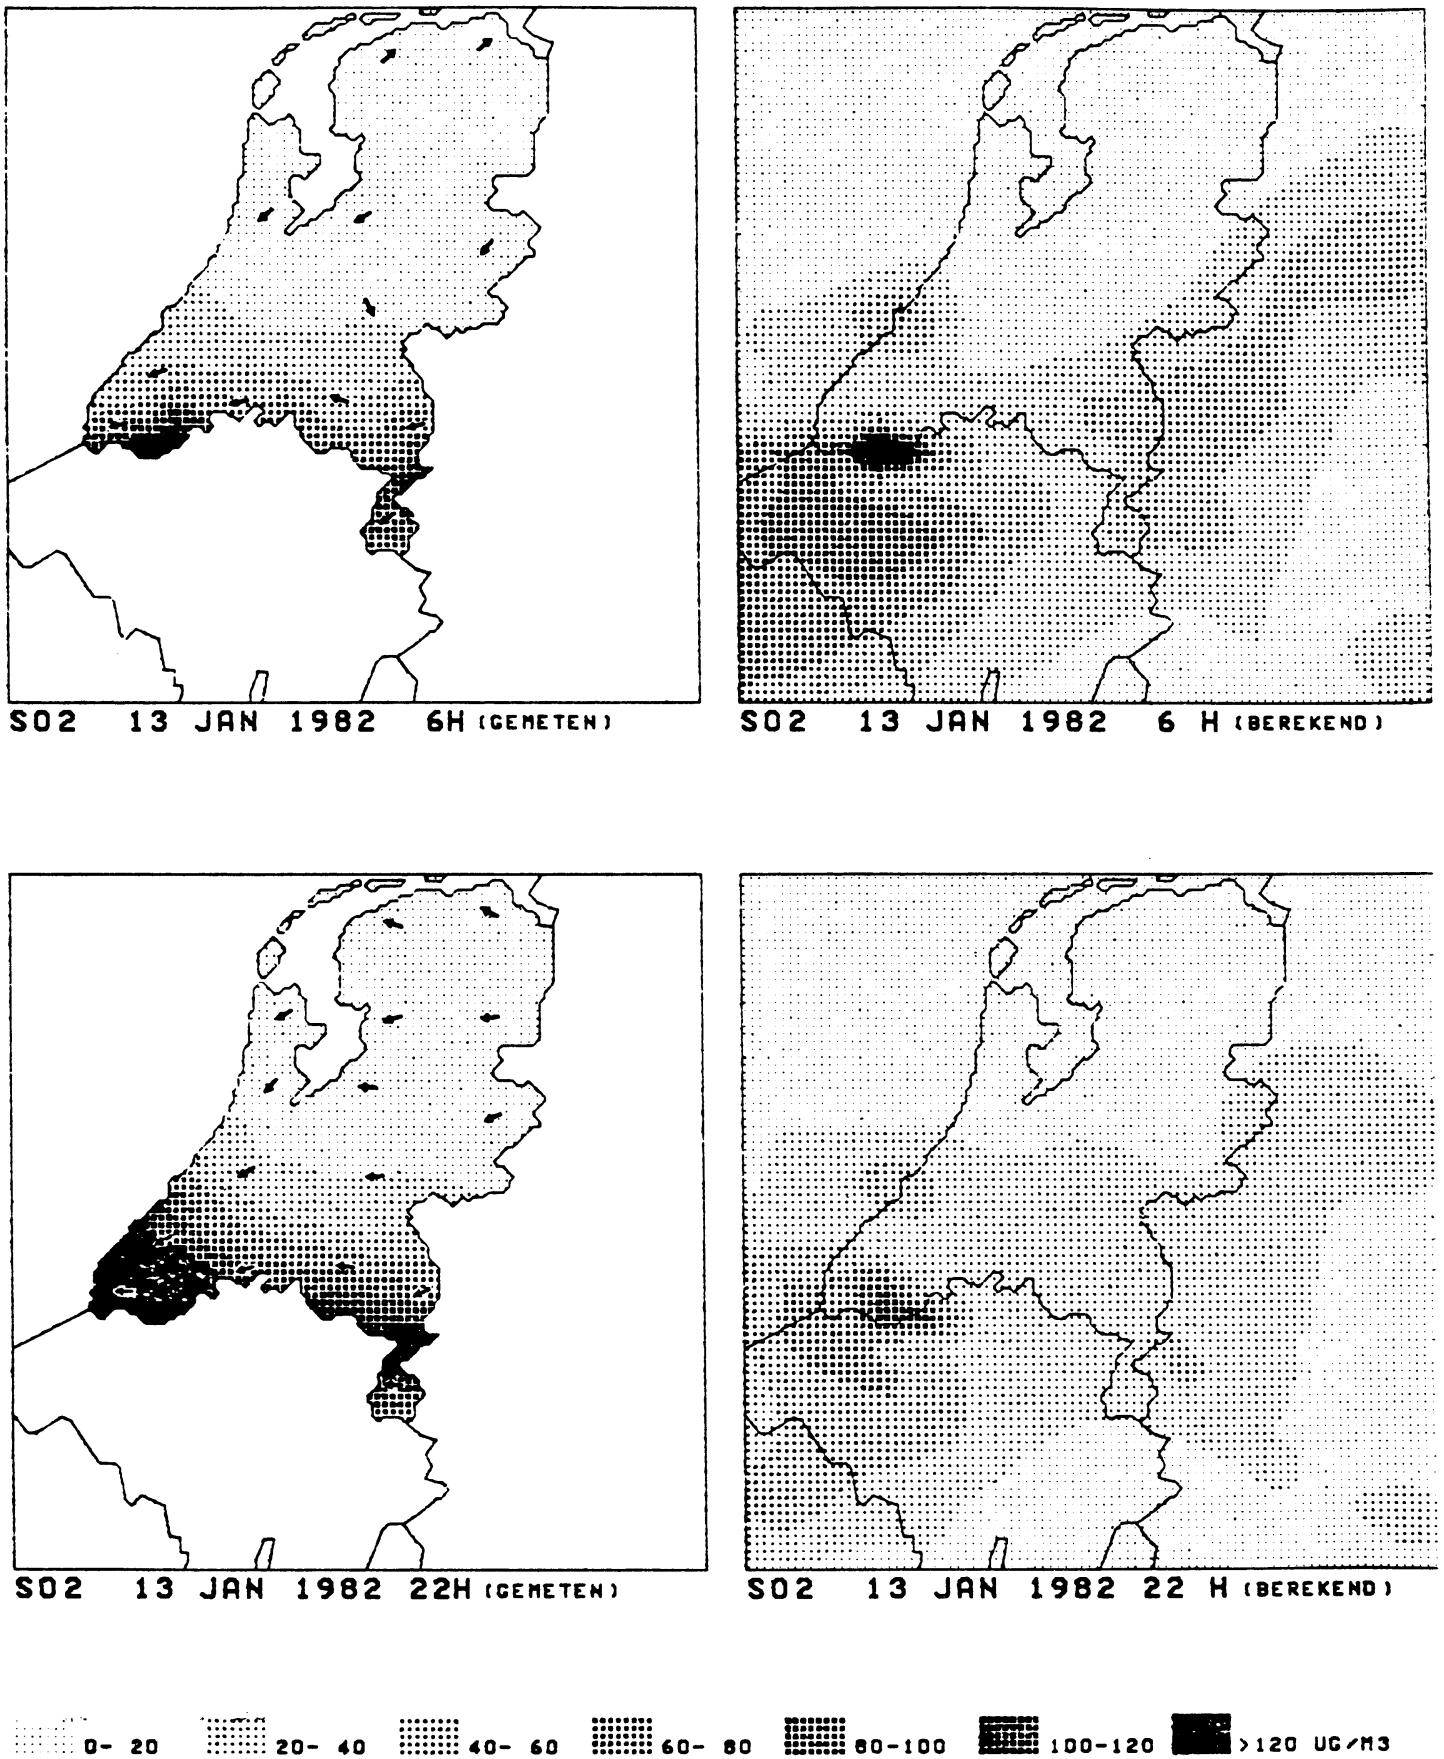 SO2 13 JAN 1982 6H (GEMETEN)
SO2 13 JAN 1982 6 H (BEREKEND)
SO2 13 JAN 1982 22H (GEMETEN)
SO2 13 JAN 1982 22 H (BEREKEND)
0- 20 20- 40 40- 60 60- 80 80-100 100-120 >120 UG/M3